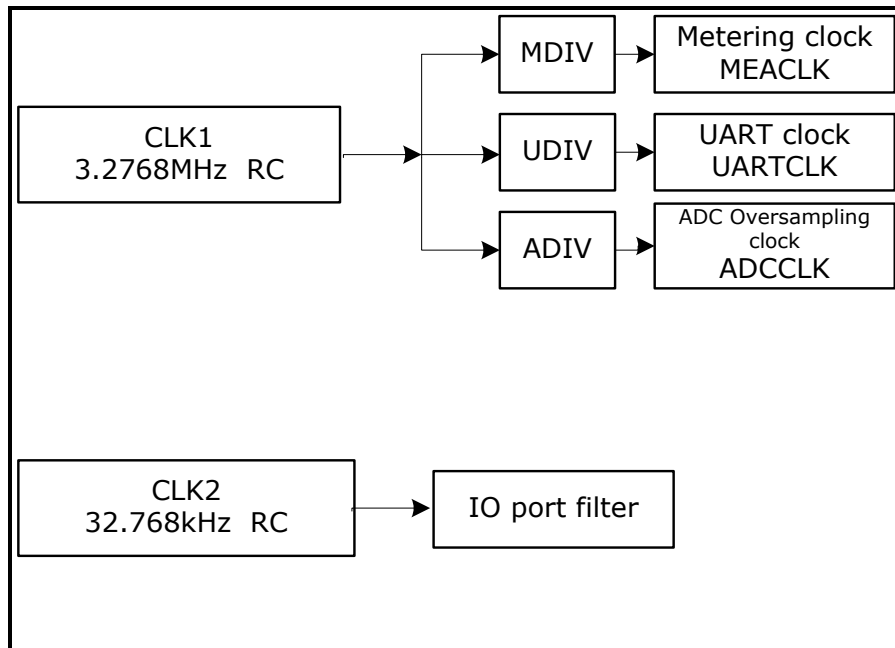 CLK1
3.2768MHz RC
MDIV
Metering clock
MEACLK
UDIV
UART clock
UARTCLK
ADIV
ADC Oversampling
clock
ADCCLK
CLK2
32.768kHz RC
IO port filter